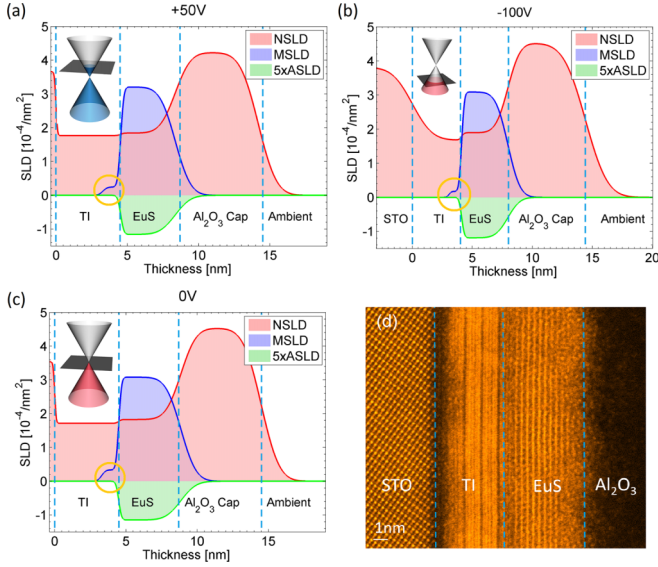 (a)
+50V
NSLD
MSLD
5xASLD
SLD [10⁻⁴/nm²]
5
4
3
2
1
0
-1
TI
EuS
Al₂O₃ Cap
Ambient
0
5
10
15
Thickness [nm]
(b)
-100V
NSLD
MSLD
5xASLD
SLD [10⁻⁴/nm²]
5
4
3
2
1
0
-1
STO
TI
EuS
Al₂O₃ Cap
Ambient
0
5
10
15
20
Thickness [nm]
(c)
0V
NSLD
MSLD
5xASLD
SLD [10⁻⁴/nm²]
5
4
3
2
1
0
-1
TI
EuS
Al₂O₃ Cap
Ambient
0
5
10
15
Thickness [nm]
(d)
STO
TI
EuS
Al₂O₃
1nm